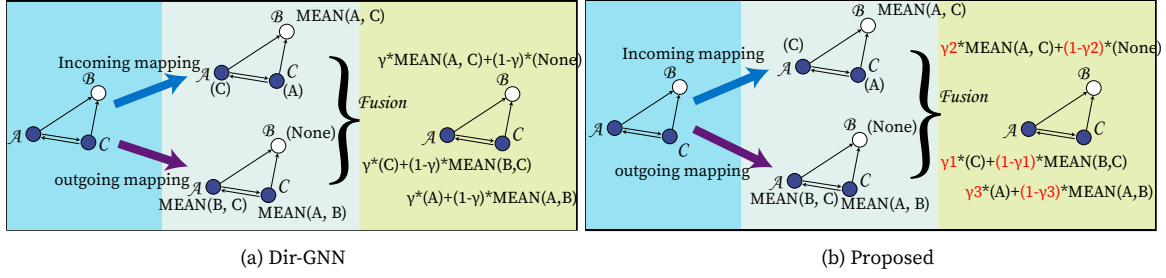 ℬ MEAN(A, C)
Incoming mapping
𝒜 𝒞
(C) (A)
γ*MEAN(A, C)+(1-γ)*(None)
ℬ
𝒜 𝒞
Fusion
ℬ
𝒜 𝒞
outgoing mapping
ℬ (None)
𝒜 𝒞
MEAN(B, C)
MEAN(A, B)
γ*(C)+(1-γ)*MEAN(B,C)
γ*(A)+(1-γ)*MEAN(A,B)
(a) Dir-GNN
ℬ MEAN(A, C)
Incoming mapping
(C)
𝒜 𝒞
(A)
γ2*MEAN(A, C)+(1-γ2)*(None)
ℬ
𝒜 𝒞
Fusion
ℬ
𝒜 𝒞
outgoing mapping
ℬ (None)
𝒜 𝒞
MEAN(B, C)
MEAN(A, B)
γ1*(C)+(1-γ1)*MEAN(B,C)
γ3*(A)+(1-γ3)*MEAN(A,B)
(b) Proposed